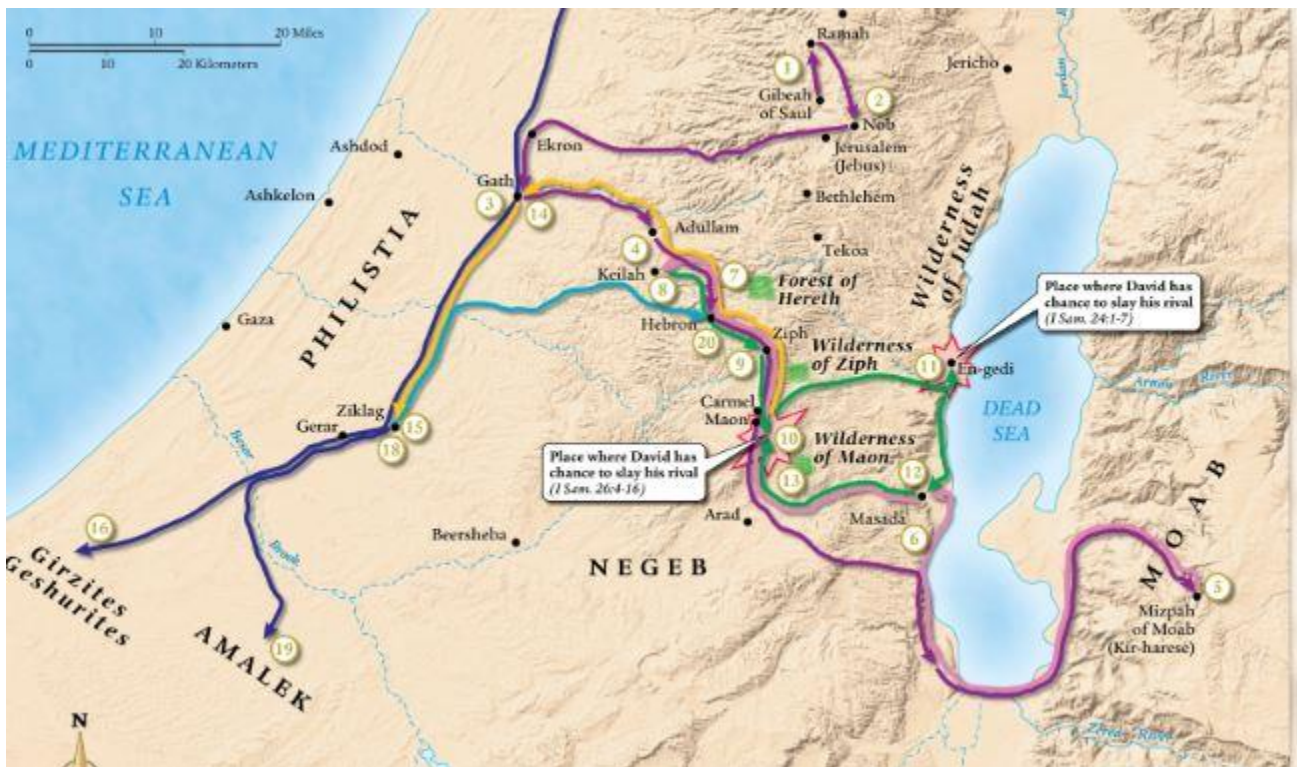 0 10 20 Miles
0 10 20 Kilometers
Ramah
Jericho
Jordan
1
Gibeah
of Saul
2
Nob
MEDITERRANEAN
SEA
Ashdod
Ekron
Jerusalem
(Jebus)
Ashkelon
Gath
3
14
Bethlehem
Wilderness
of Judah
PHILISTIA
Adullam
4
Tekoa
Keilah
8
7
Forest of
Hereth
Place where David has
chance to slay his rival
(I Sam. 24:1-7)
Gaza
Hebron
20
Ziph
9
Wilderness
of Ziph
11
En-gedi
Arnon River
DEAD
SEA
Carmel
Maon
Ziklag
Gerar
15
18
Besor
10
Wilderness
of Maon
Place where David has
chance to slay his rival
(I Sam. 26:4-16)
13
12
Masada
MOAB
Arad
6
16
Beersheba
Brook
NEGEB
Girzites
Geshurites
5
Mizpah
of Moab
(Kir-harese)
AMALEK
19
N
Zered River